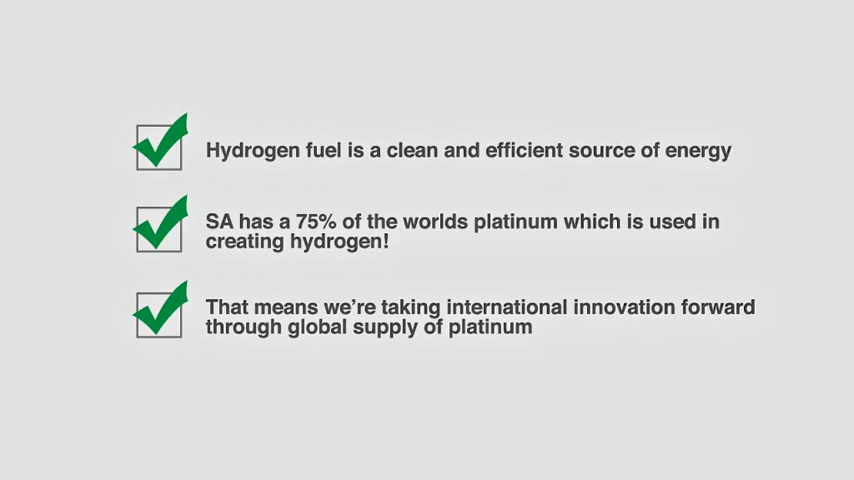 Hydrogen fuel is a clean and efficient source of energy
SA has a 75% of the worlds platinum which is used in
creating hydrogen!
That means we’re taking international innovation forward
through global supply of platinum